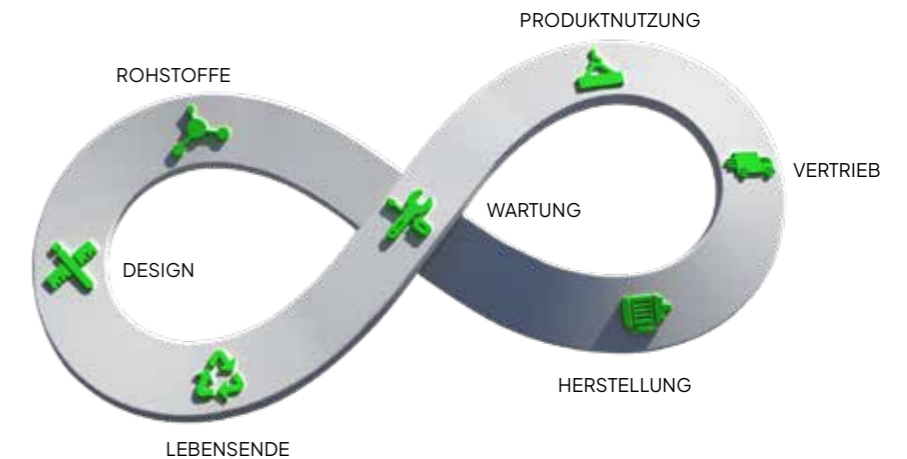 PRODUKTNUTZUNG
ROHSTOFFE
VERTRIEB
WARTUNG
DESIGN
HERSTELLUNG
LEBENSENDE